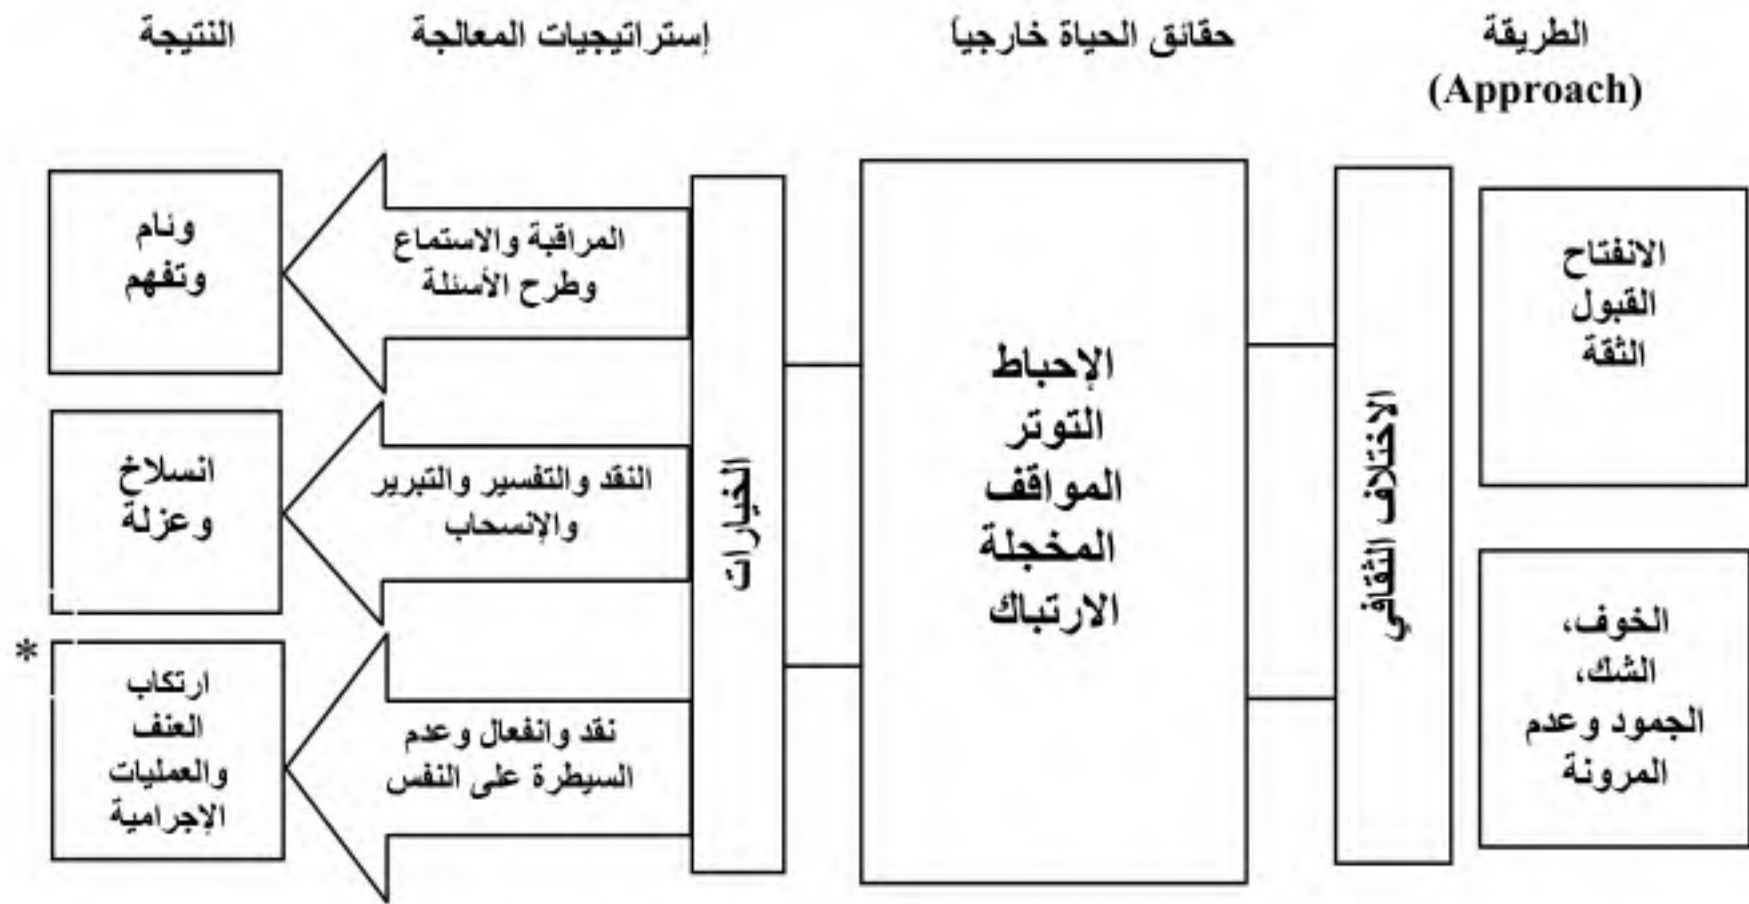 الطريقة
(Approach)
حقائق الحياة خارجياً
إستراتيجيات المعالجة
النتيجة
الانفتاح
القبول
الثقة
الخوف،
الشك،
الجمود وعدم
المرونة
الاختلاف الثقافي
الإحباط
التوتر
المواقف
المخجلة
الارتباك
الخيارات
المراقبة والاستماع
وطرح الأسئلة
النقد والتفسير والتبرير
والإنسحاب
نقد وانفعال وعدم
السيطرة على النفس
وئام
وتفهم
انسلاخ
وعزلة
*
ارتكاب
العنف
والعمليات
الإجرامية